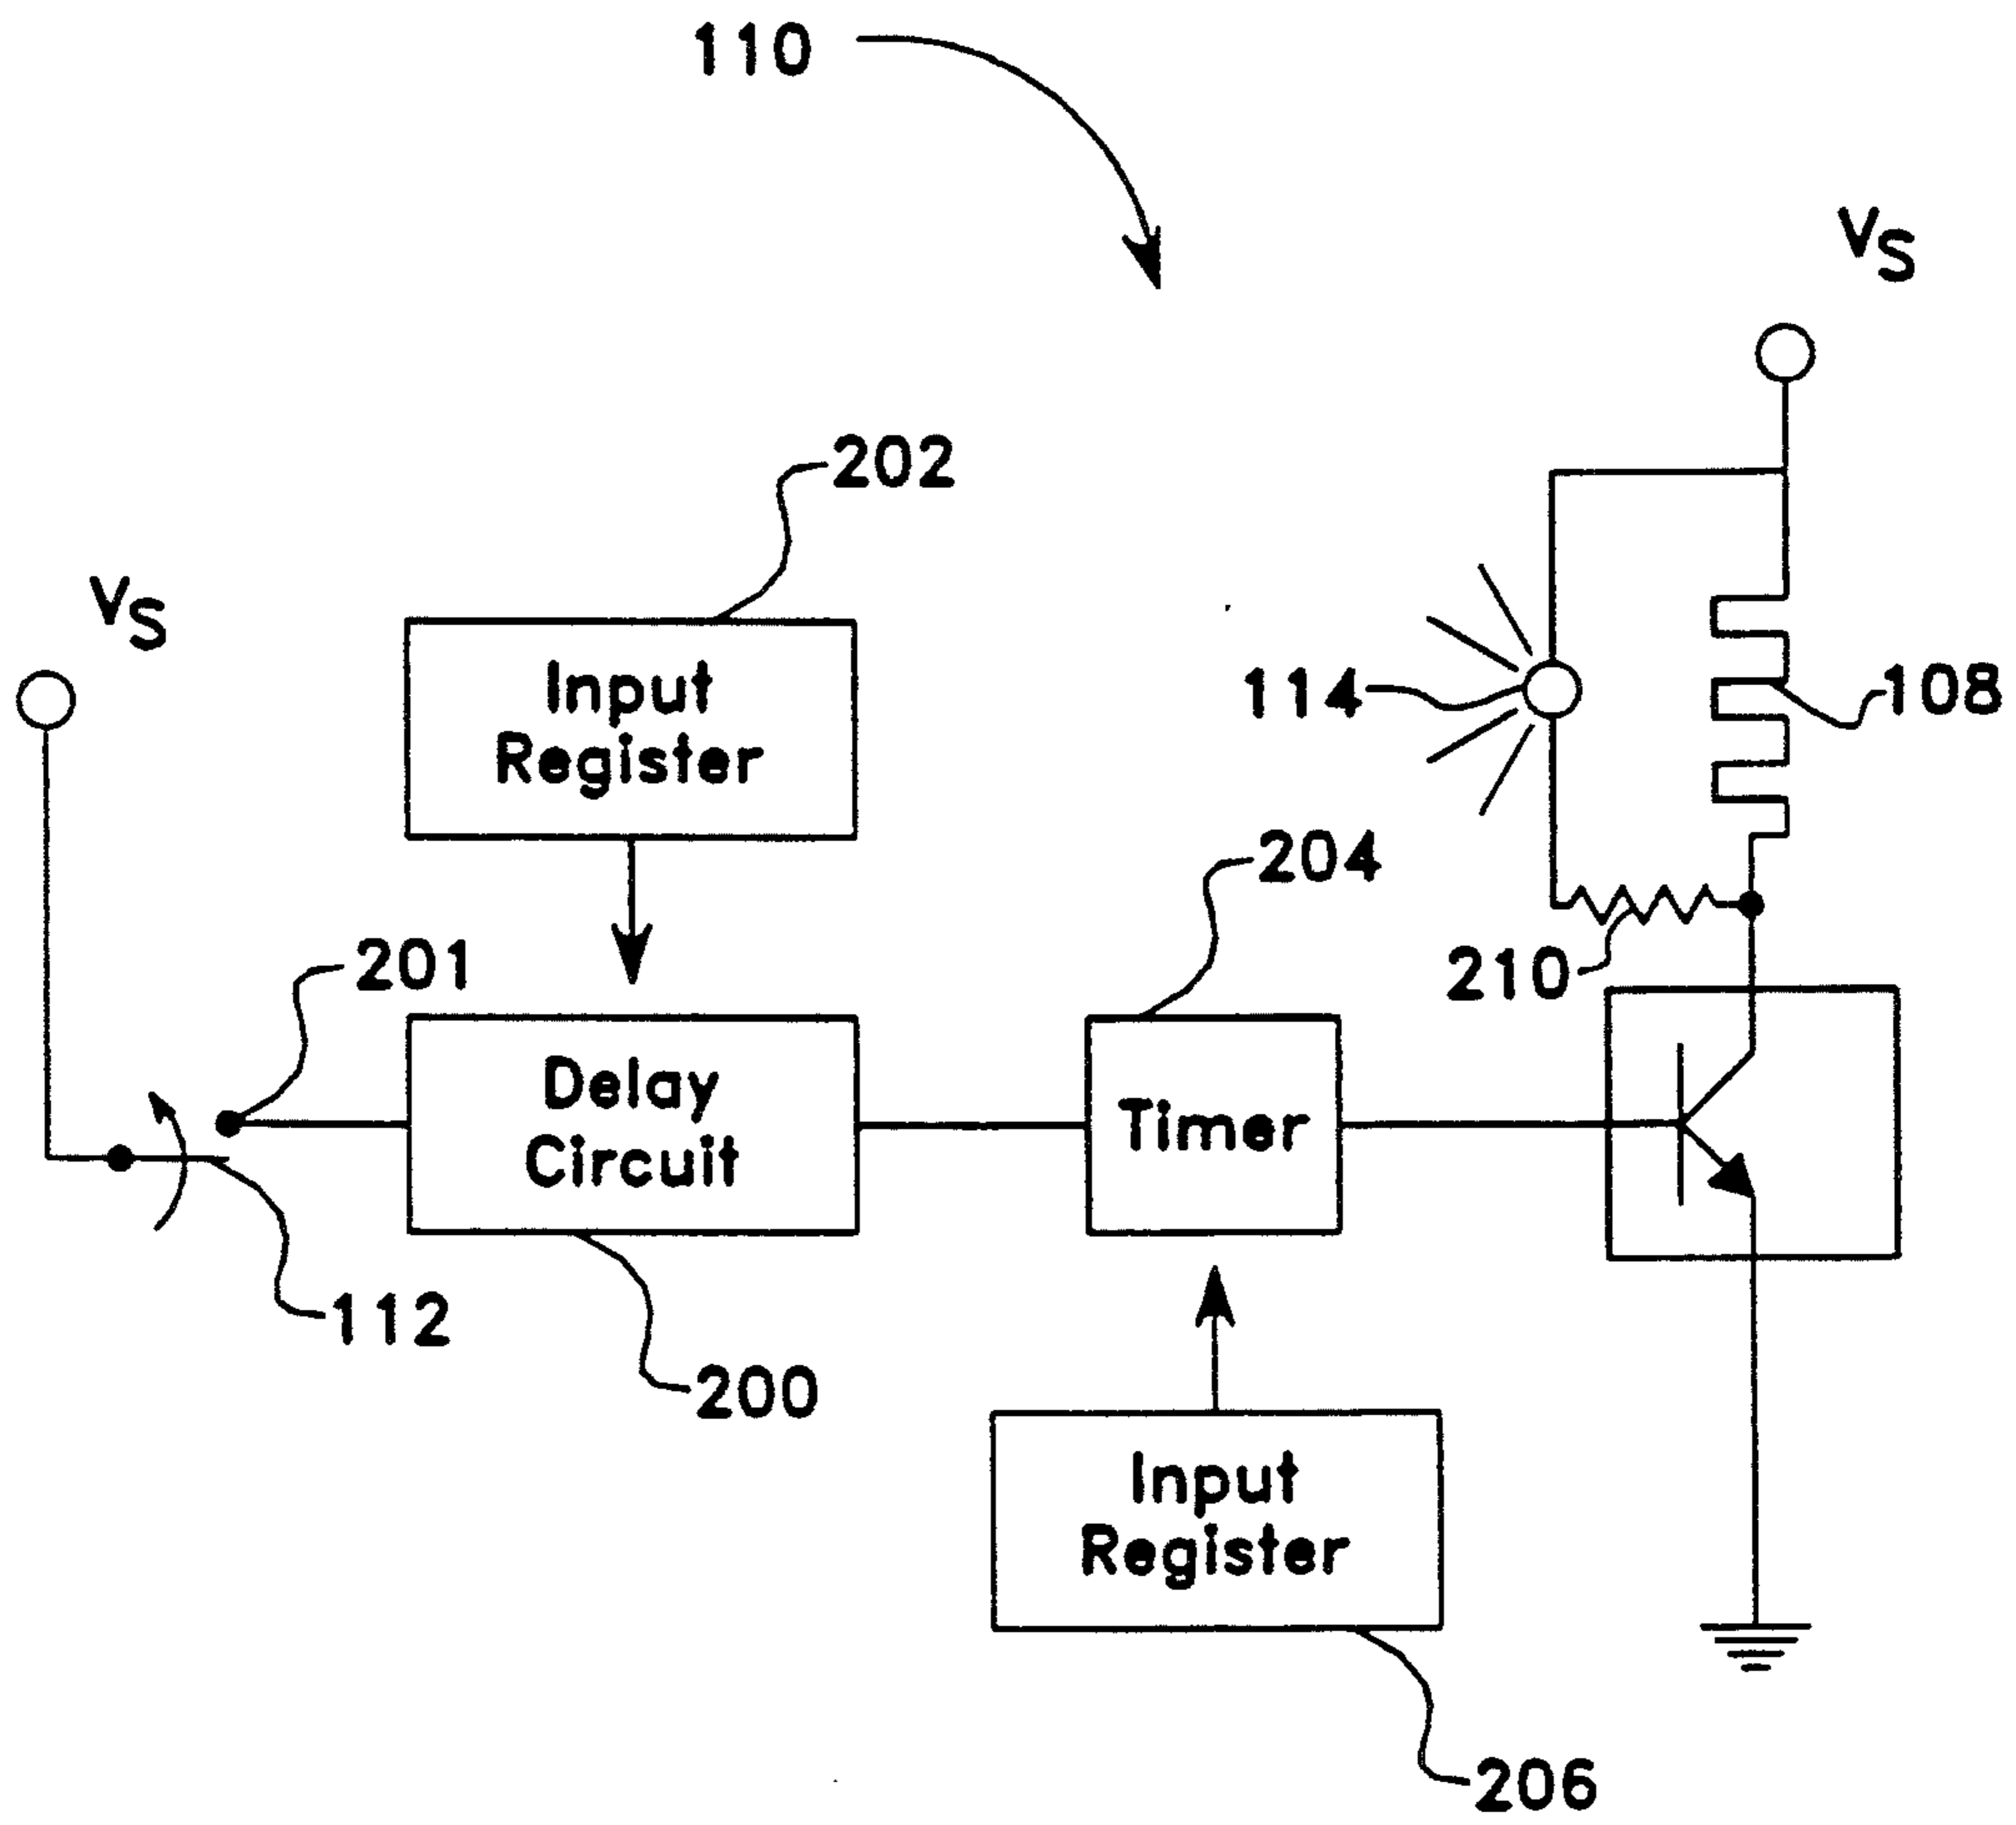 110
Vs
202
Vs
Input
Register
114
108
204
201
210
Delay
Circuit
Timer
112
200
Input
Register
206